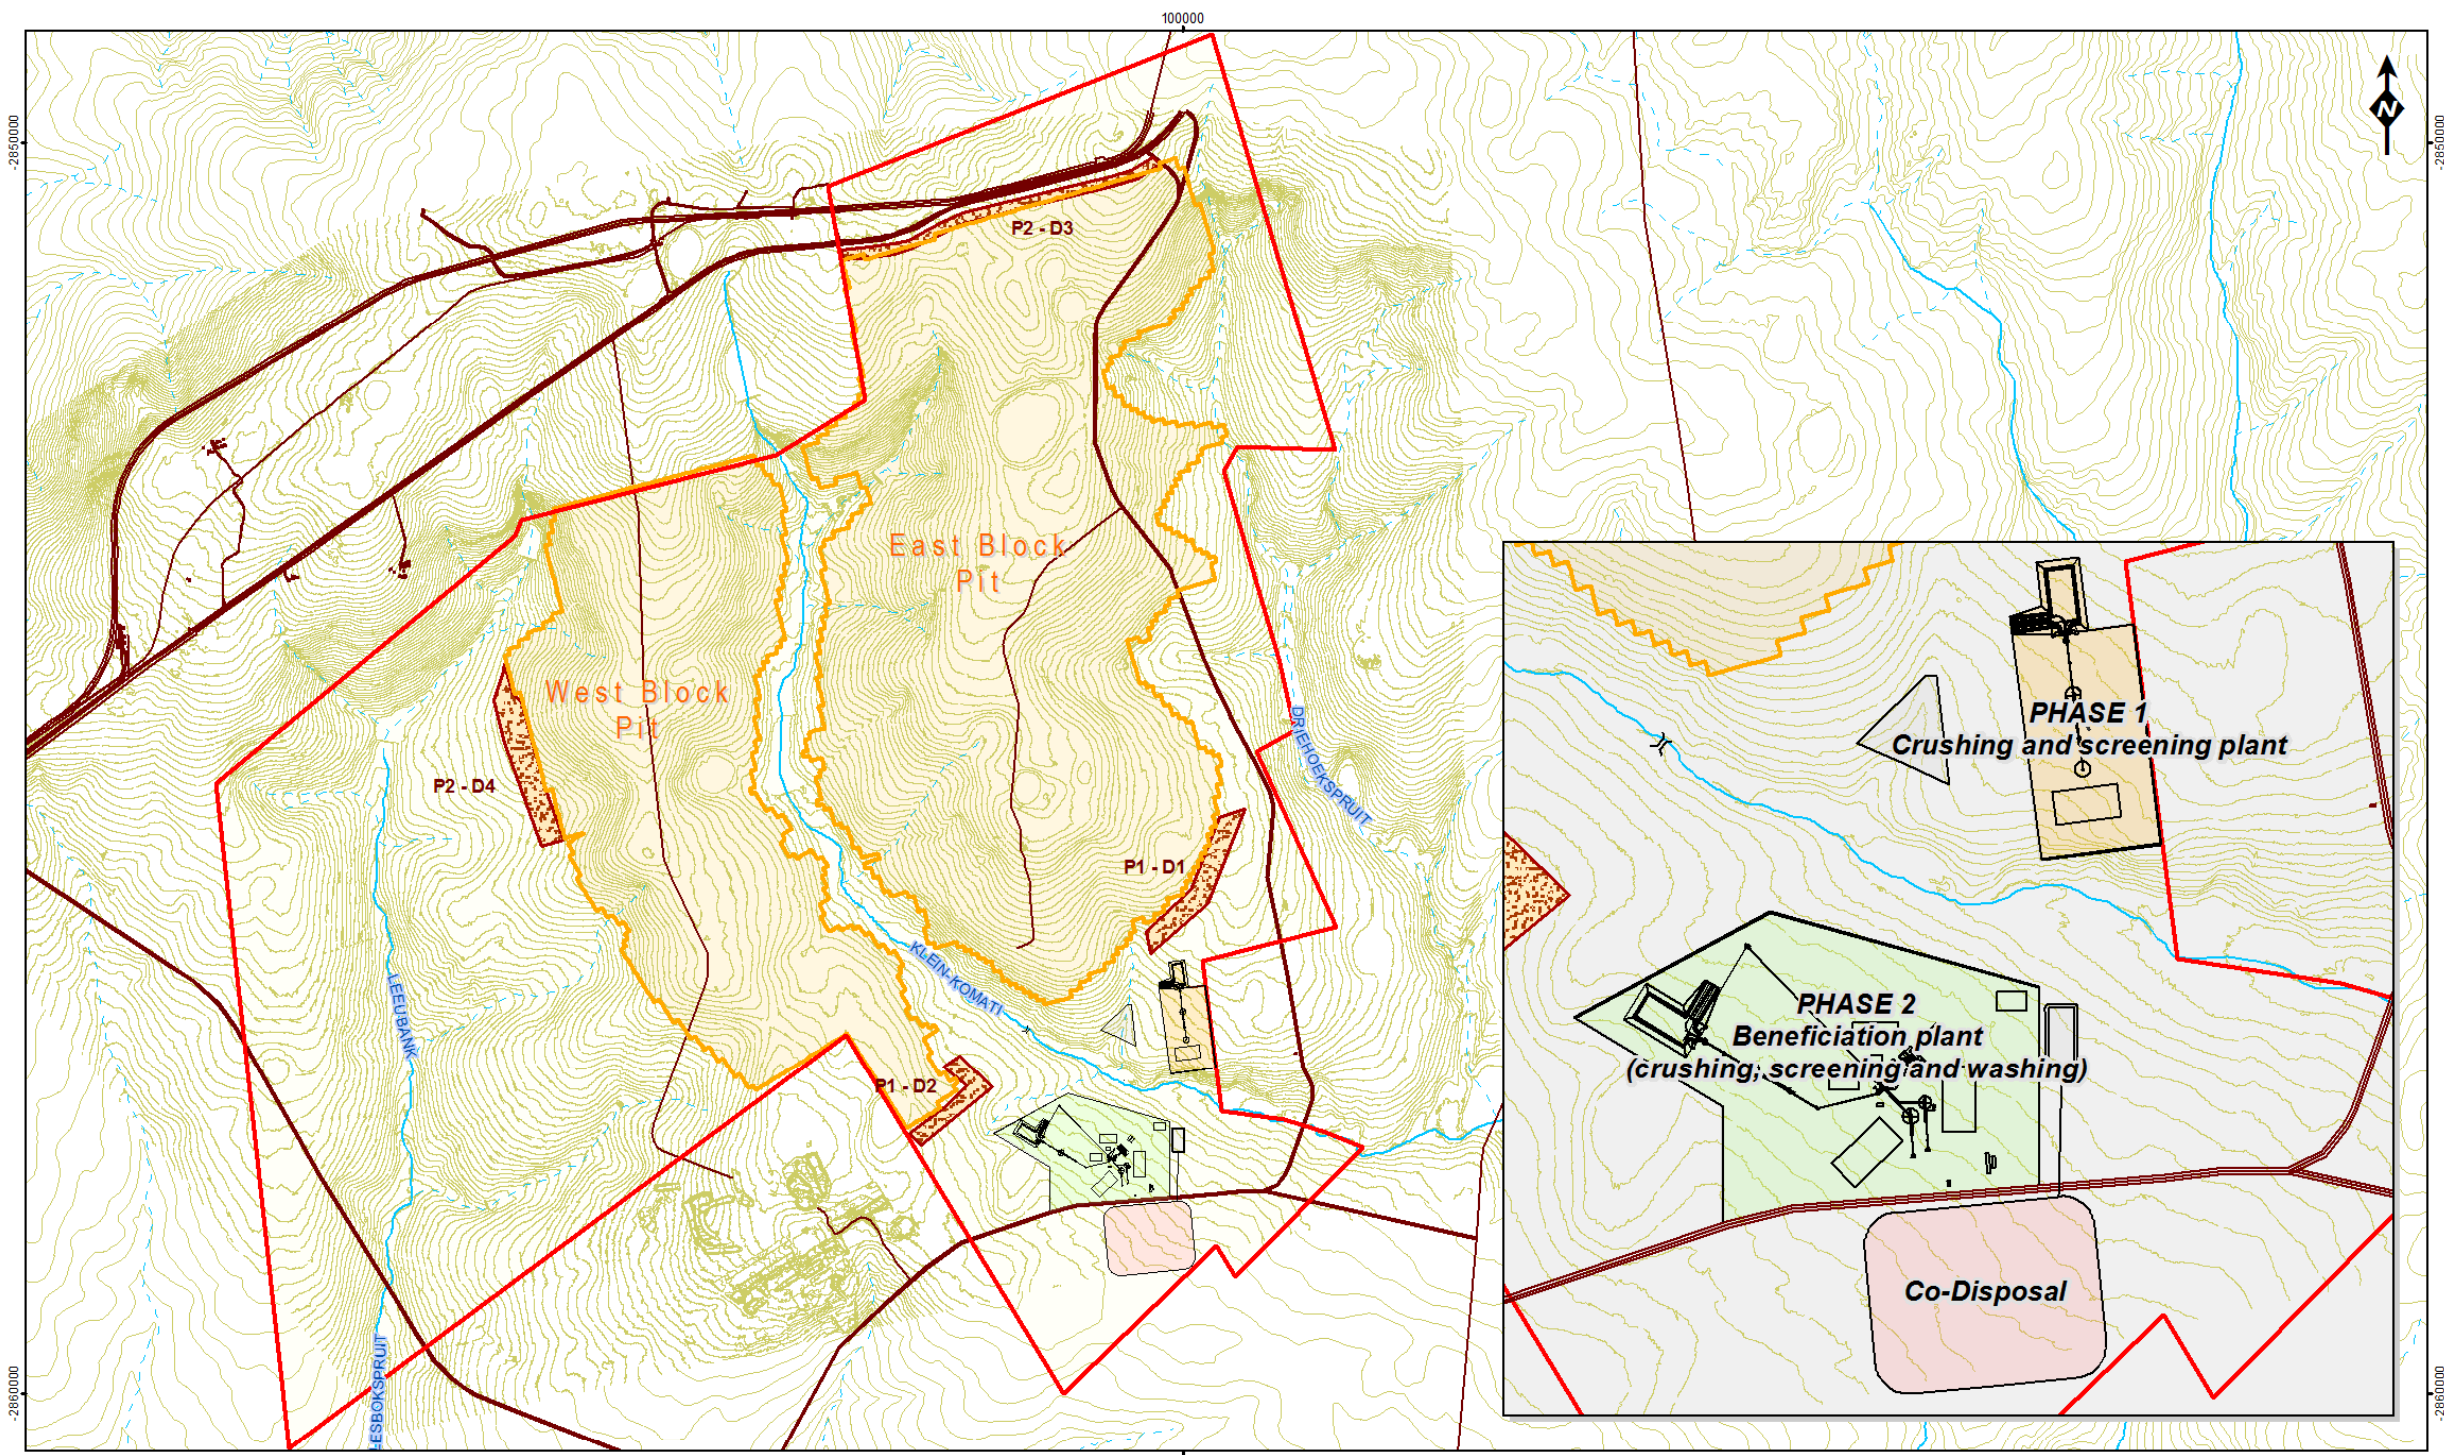 100000
-2850000
-2850000
N
P2 - D3
East Block
Pit
West Block
Pit
P2 - D4
DRIEHOEKSPRUIT
P1 - D1
KLEIN-KOMATI
LEEUBANK
P1 - D2
LESBOKSPRUIT
-2860000
-2860000
PHASE 1
Crushing and screening plant
PHASE 2
Beneficiation plant
(crushing, screening and washing)
Co-Disposal